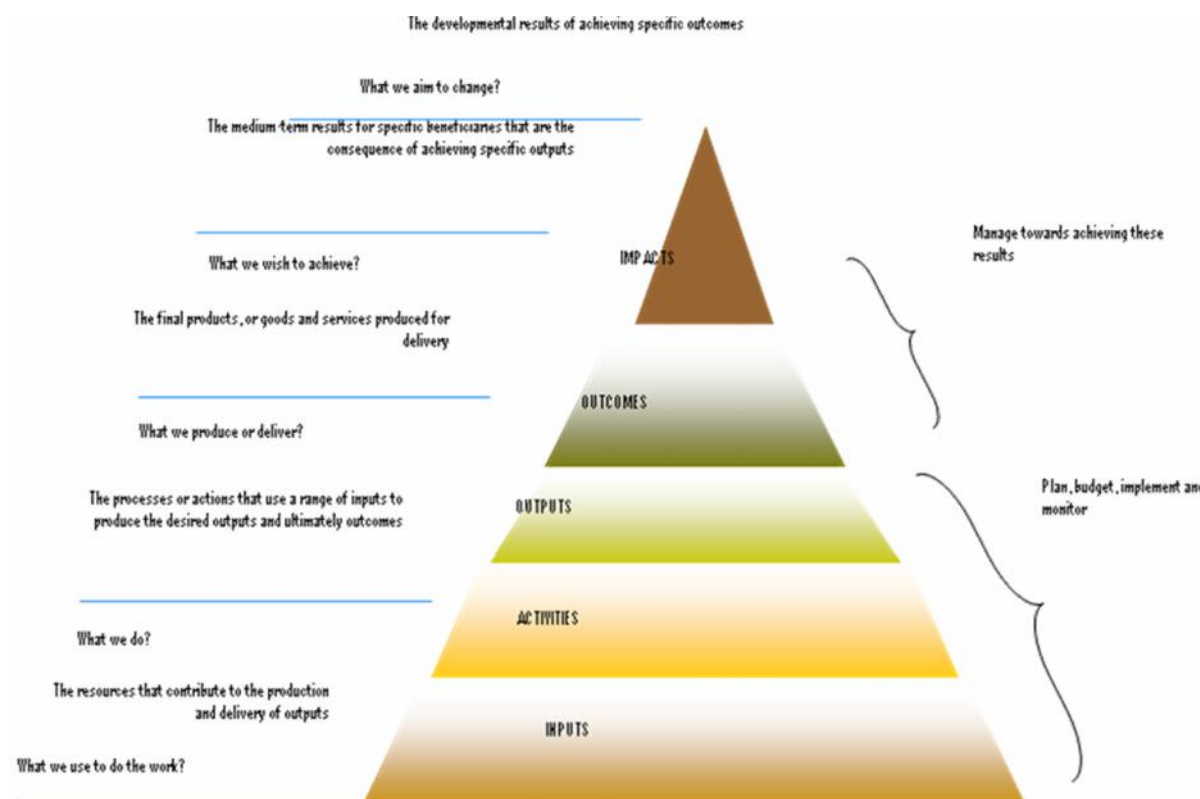 The developmental results of achieving specific outcomes
What we aim to change?
The medium-term results for specific beneficiaries that are the
consequence of achieving specific outputs
What we wish to achieve?
The final products, or goods and services produced for
delivery
What we produce or deliver?
The processes or actions that use a range of inputs to
produce the desired outputs and ultimately outcomes
What we do?
The resources that contribute to the production
and delivery of outputs
What we use to do the work?
IMPACTS
OUTCOMES
OUTPUTS
ACTIVITIES
INPUTS
Manage towards achieving these
results
Plan, budget, implement and
monitor